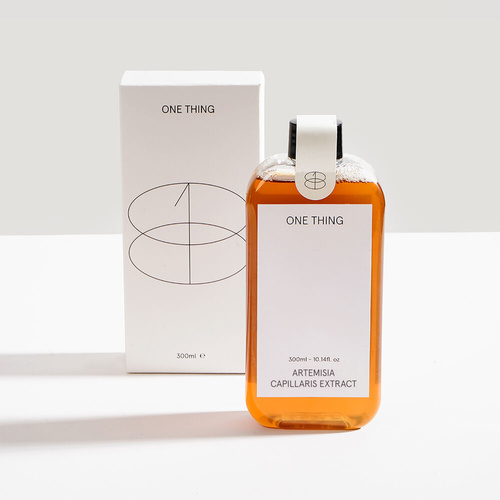 ONE THING
300ml ℮
ONE THING
300ml - 10.14fl. oz
ARTEMISIA
CAPILLARIS EXTRACT